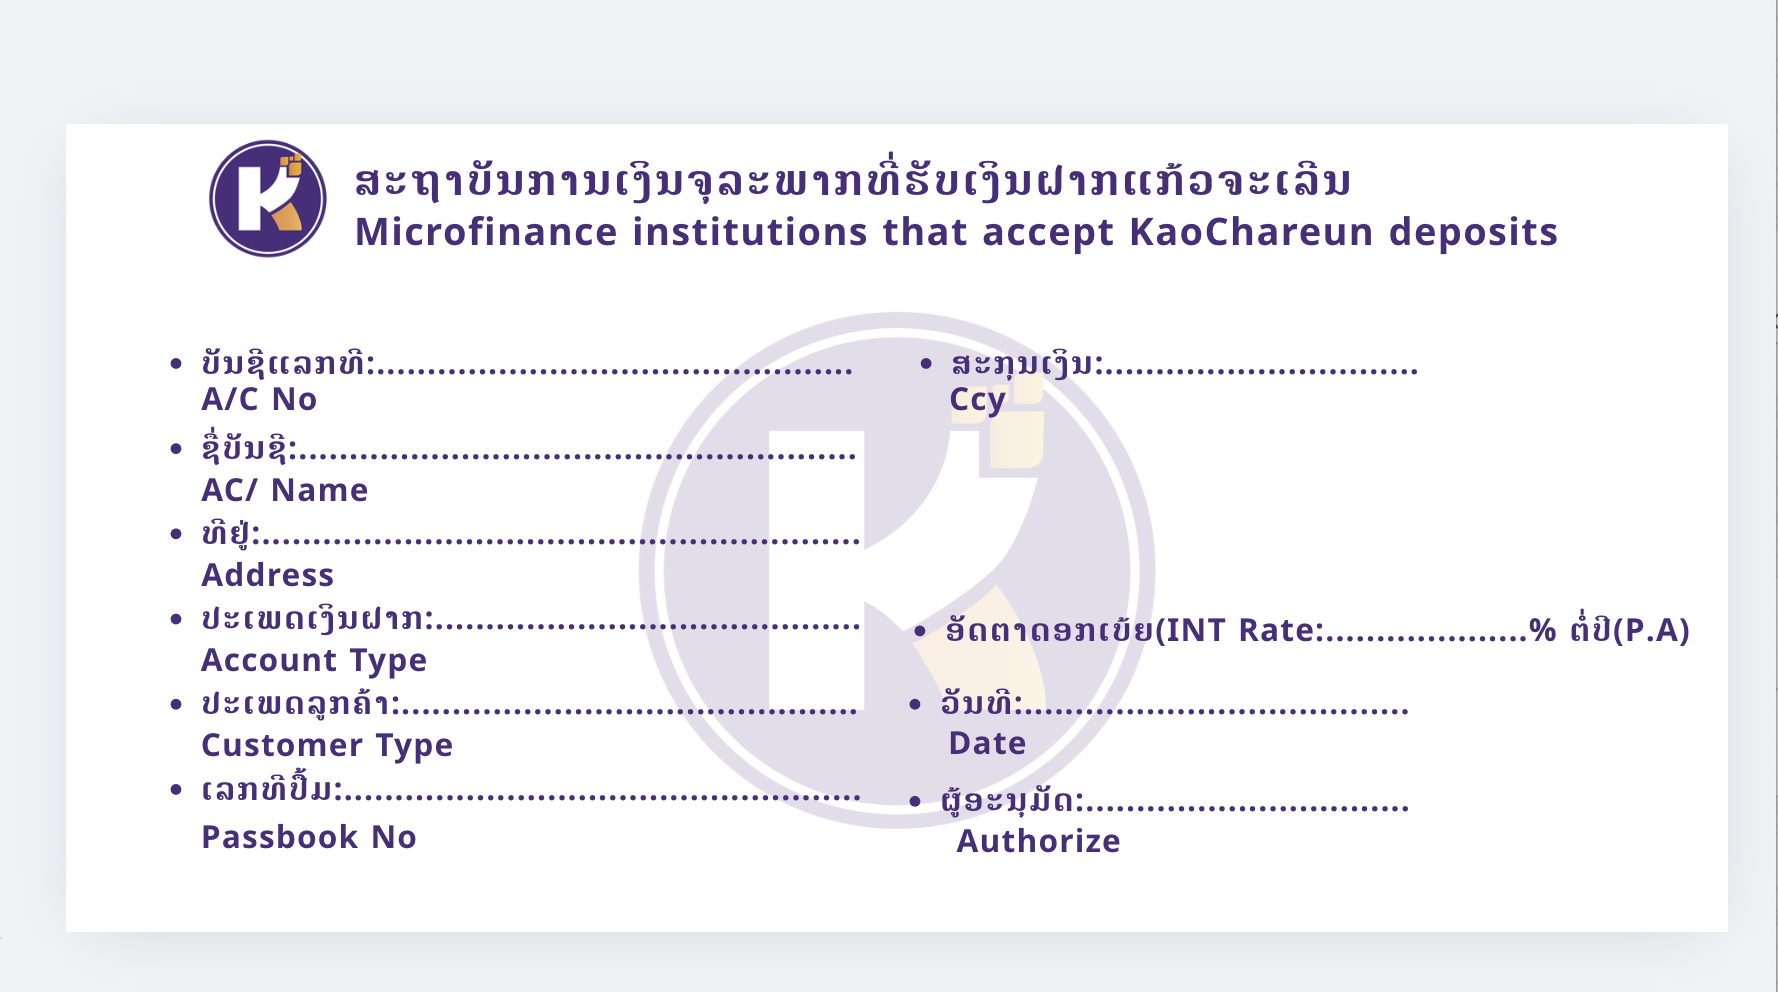 ສະຖາບັນການເງິນຈຸລະພາກທີ່ຮັບເງິນຝາກແກ້ວຈະເລີນ
Microfinance institutions that accept KaoChareun deposits
• ບັນຊີແລກທີ:...............................................
A/C No
• ຊື່ບັນຊີ:.......................................................
AC/ Name
• ທີຢູ່:...........................................................
Address
• ປະເພດເງິນຝາກ:..........................................
Account Type
• ປະເພດລູກຄ້າ:.............................................
Customer Type
• ເລກທີປຶ້ມ:...................................................
Passbook No
• ສະກຸນເງິນ:...............................
Ccy
• ອັດຕາດອກເບ້ຍ(INT Rate:....................% ຕໍ່ປີ(P.A)
• ວັນທີ:......................................
Date
• ຜູ້ອະນຸມັດ:................................
Authorize